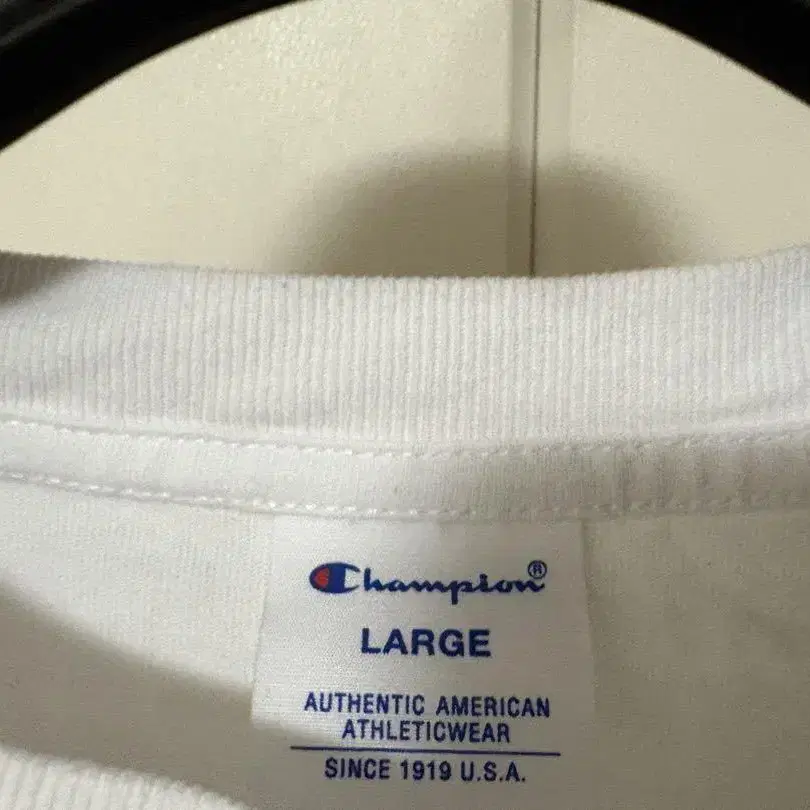 Champion®
LARGE
AUTHENTIC AMERICAN
ATHLETICWEAR
SINCE 1919 U.S.A.